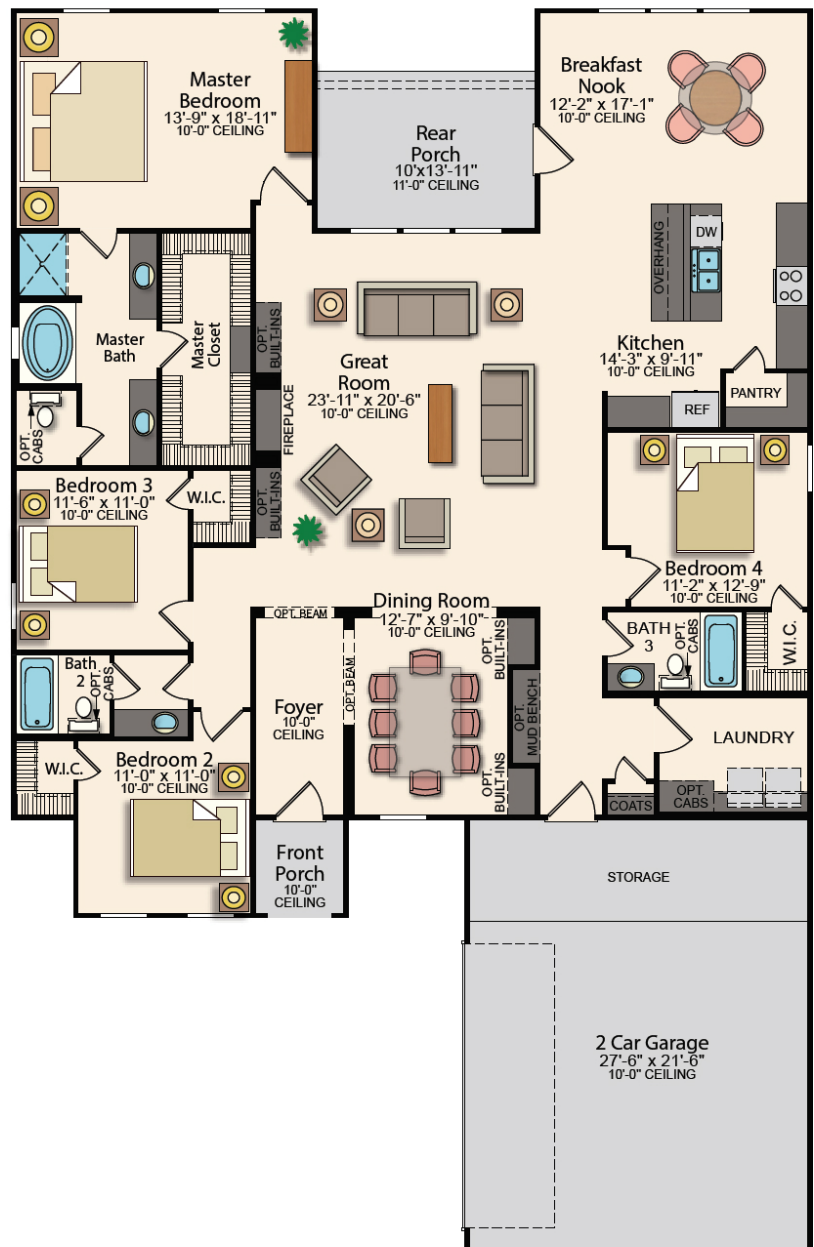 Master
Bedroom
13'-9" x 18'-11"
10'-0" CEILING
Rear
Porch
10'x13'-11"
11'-0" CEILING
Breakfast
Nook
12'-2" x 17'-1"
10'-0" CEILING
DW
OVERHANG
Kitchen
14'-3" x 9'-11"
10'-0" CEILING
PANTRY
REF
Master
Bath
Master
Closet
OPT.
BUILT-INS
Great
Room
23'-11" x 20'-6"
10'-0" CEILING
FIREPLACE
OPT.
CABS
OPT.
BUILT-INS
Bedroom 3
11'-6" x 11'-0"
10'-0" CEILING
W.I.C.
Bedroom 4
11'-2" x 12'-9"
10'-0" CEILING
OPT. BEAM
Dining Room
12'-7" x 9'-10"
10'-0" CEILING
OPT.
BUILT-INS
BATH
3
OPT.
CABS
W.I.C.
Bath
2
OPT.
CABS
OPT. BEAM
Foyer
10'-0"
CEILING
OPT.
MUD BENCH
LAUNDRY
W.I.C.
Bedroom 2
11'-0" x 11'-0"
10'-0" CEILING
OPT.
BUILT-INS
COATS
OPT.
CABS
Front
Porch
10'-0"
CEILING
STORAGE
2 Car Garage
27'-6" x 21'-6"
10'-0" CEILING